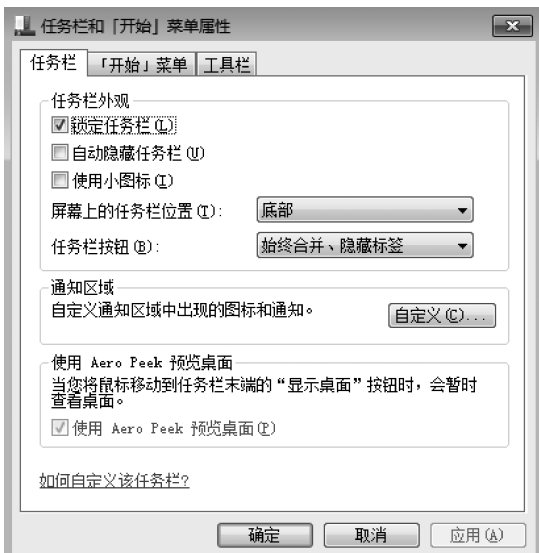 任务栏和「开始」菜单属性
任务栏 「开始」菜单 工具栏
任务栏外观
锁定任务栏(L)
自动隐藏任务栏(U)
使用小图标(I)
屏幕上的任务栏位置(T): 底部
任务栏按钮(B): 始终合并、隐藏标签
通知区域
自定义通知区域中出现的图标和通知。 自定义(C)...
使用 Aero Peek 预览桌面
当您将鼠标移动到任务栏末端的“显示桌面”按钮时，会暂时
查看桌面。
使用 Aero Peek 预览桌面(P)
如何自定义该任务栏?
确定 取消 应用(A)